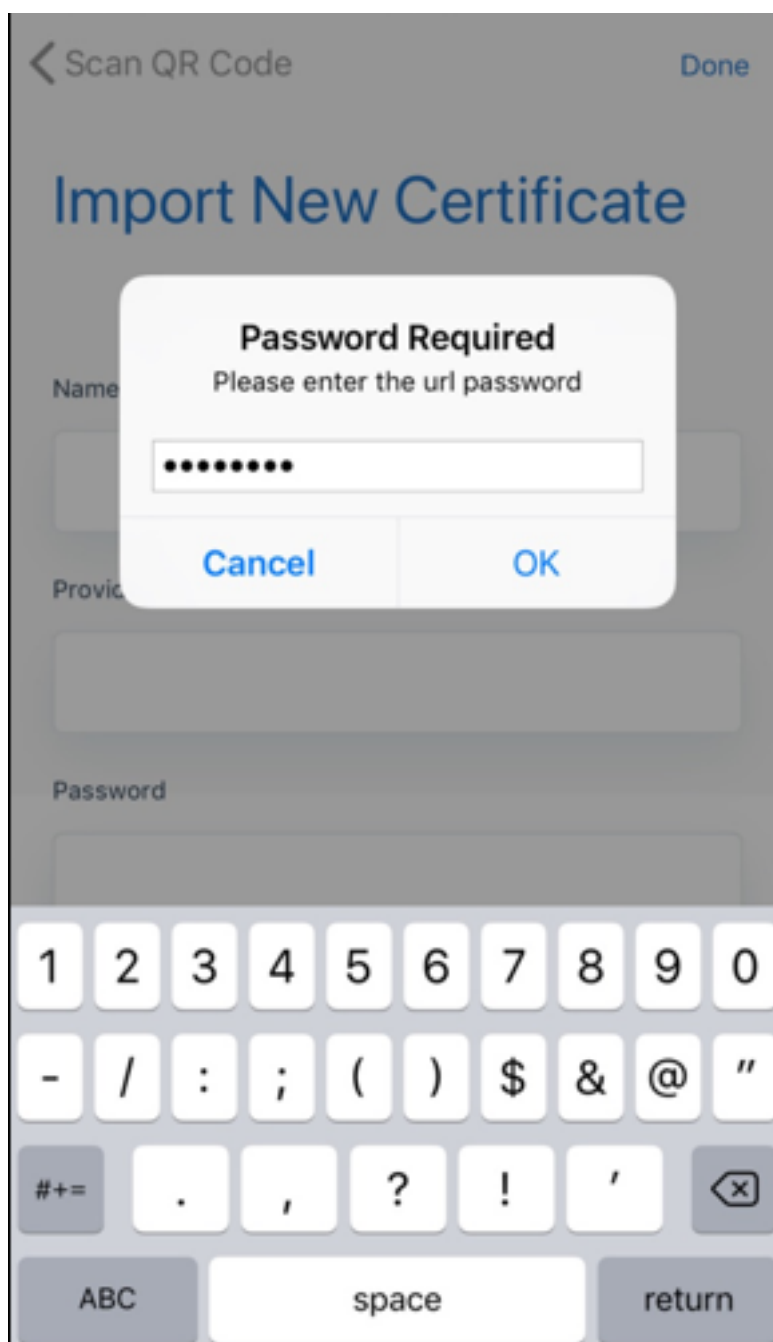 Scan QR Code Done
Import New Certificate
Password Required
Please enter the url password
Name
••••••••
Cancel OK
Password
1 2 3 4 5 6 7 8 9 0
- / : ; ( ) $ & @ "
#+= . , ? ! '
ABC space return